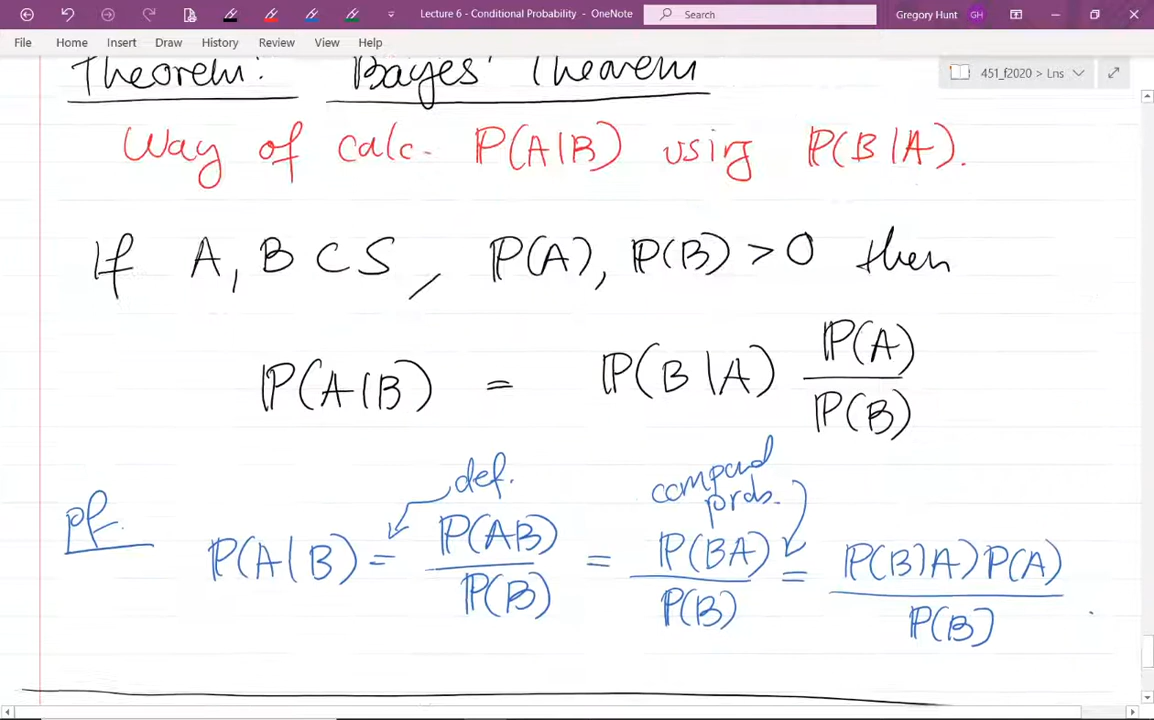 Lecture 6 - Conditional Probability - OneNote
Search
Gregory Hunt GH
File Home Insert Draw History Review View Help
451_f2020 > Lns
Theorem: Bayes' Theorem
Way of calc. P(A|B) using P(B|A).
If A, B ⊂ S, P(A), P(B) > 0 then
P(A|B) = P(B|A) P(A)/P(B)
def.
compound
prob.
pf. P(A|B) = P(AB)/P(B) = P(BA)/P(B) = P(B|A)P(A)/P(B)